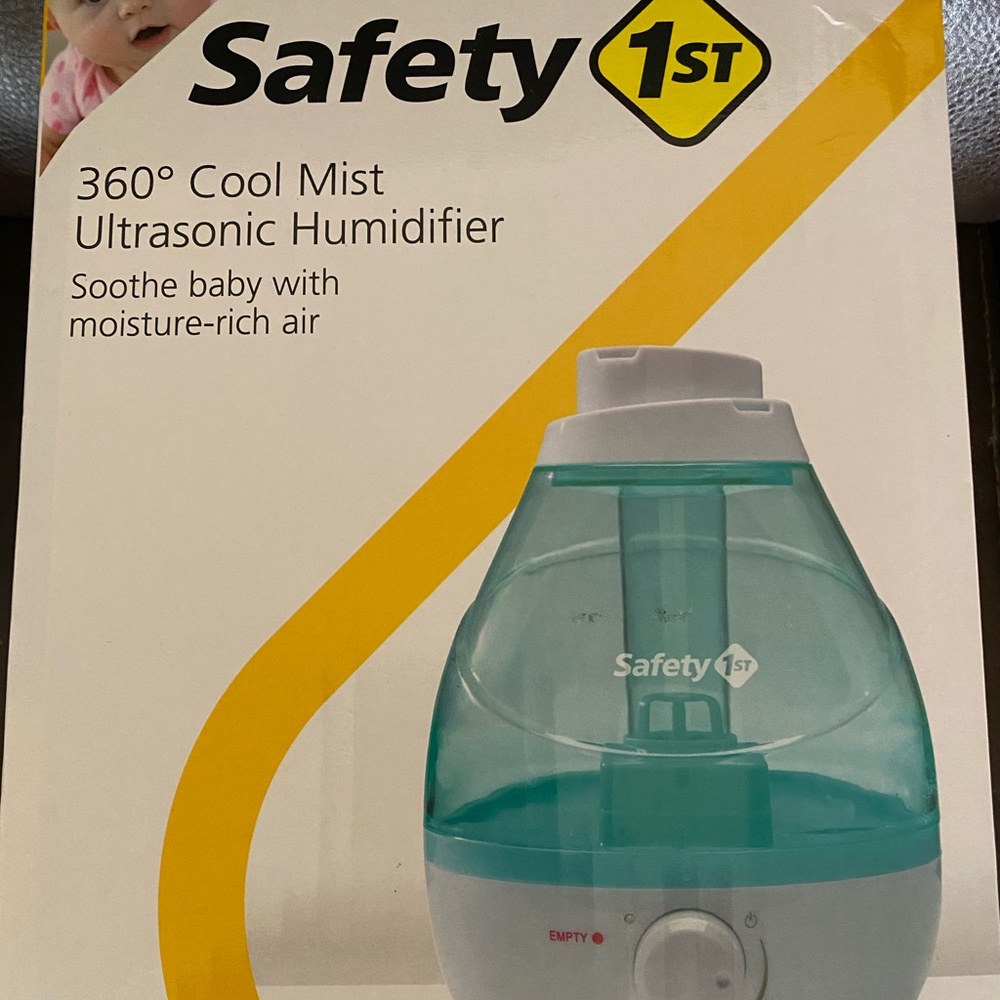 Safety 1ST
360° Cool Mist
Ultrasonic Humidifier
Soothe baby with
moisture-rich air
Safety 1ST
EMPTY